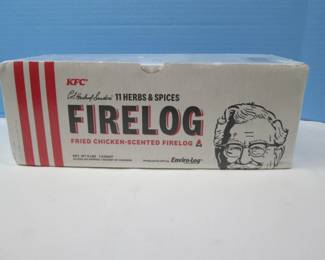 KFC
Col. Harland Sanders' 11 HERBS & SPICES
FIRELOG
FRIED CHICKEN-SCENTED FIRELOG
Enviro-Log